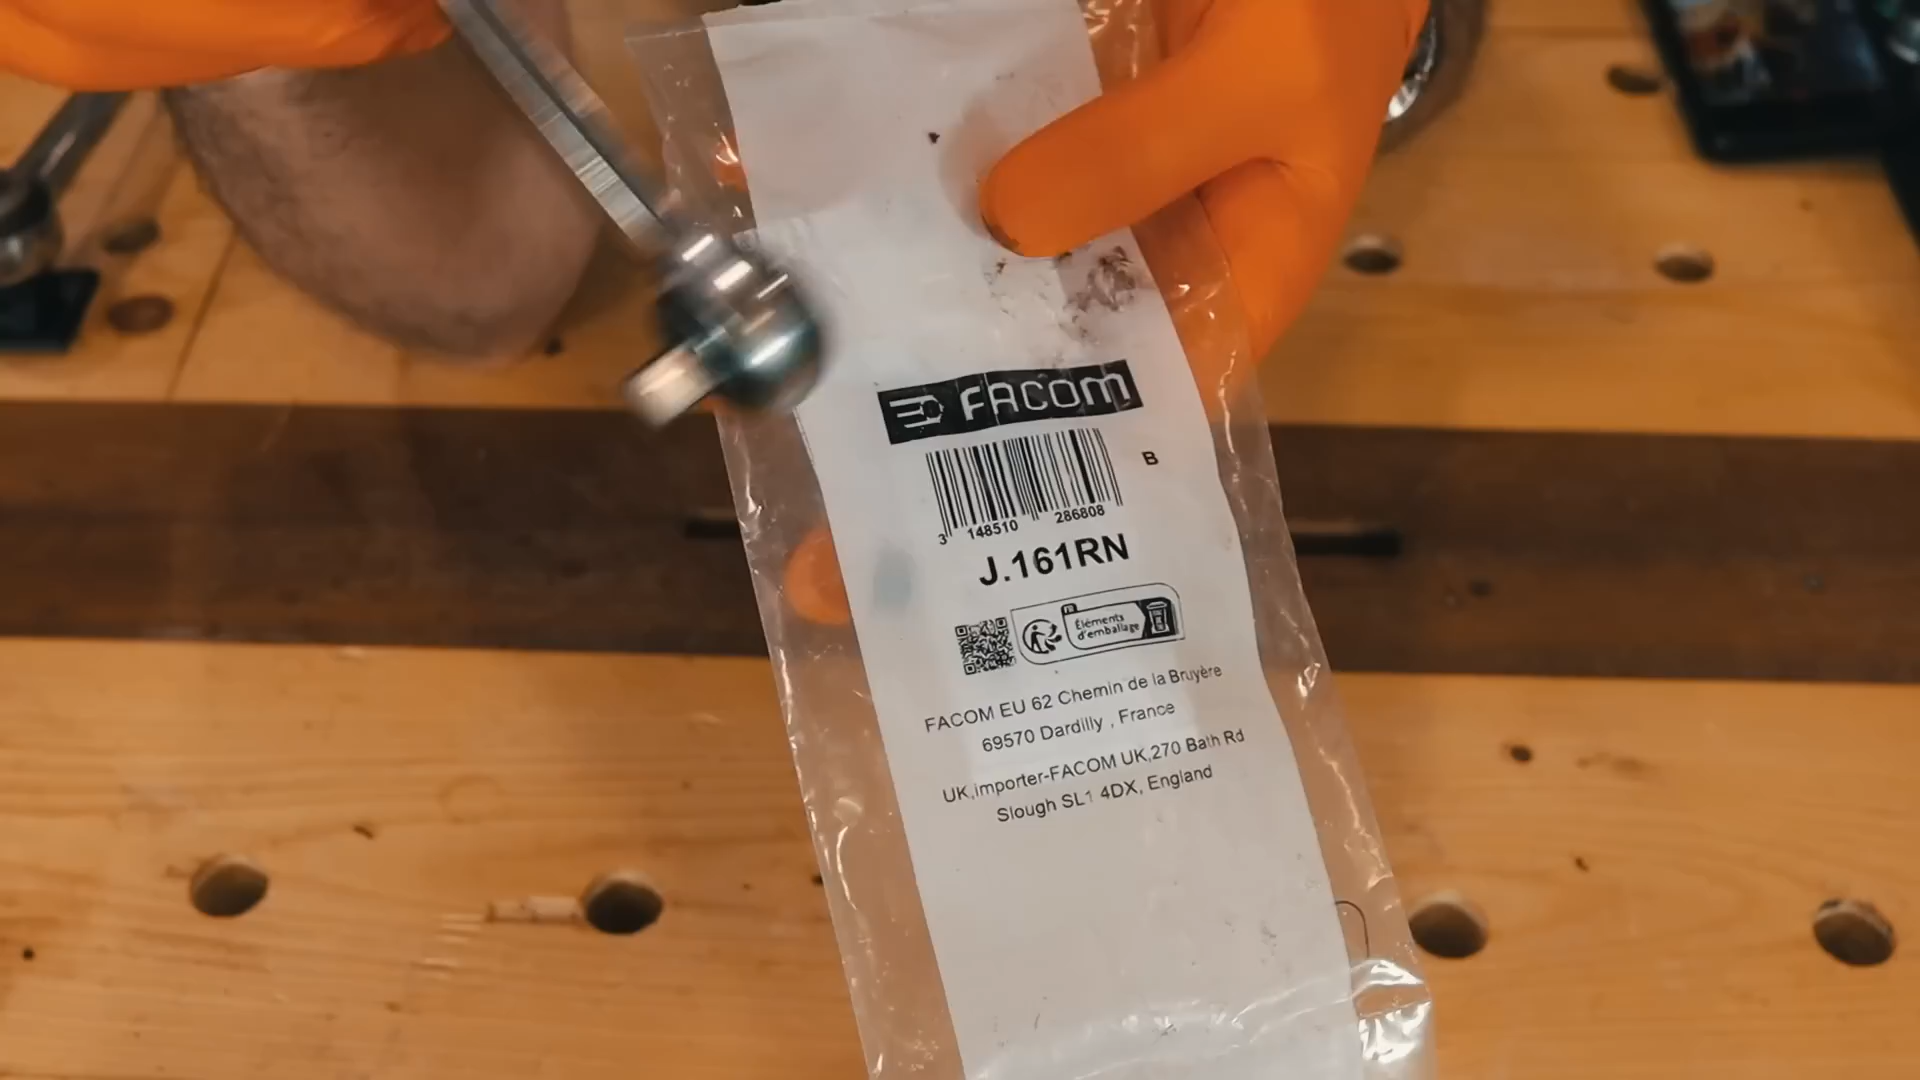 FACOM
B
3 148510 286808
J.161RN
FR
Éléments
d'emballage
FACOM EU 62 Chemin de la Bruyère
69570 Dardilly , France
UK,importer-FACOM UK,270 Bath Rd
Slough SL1 4DX, England